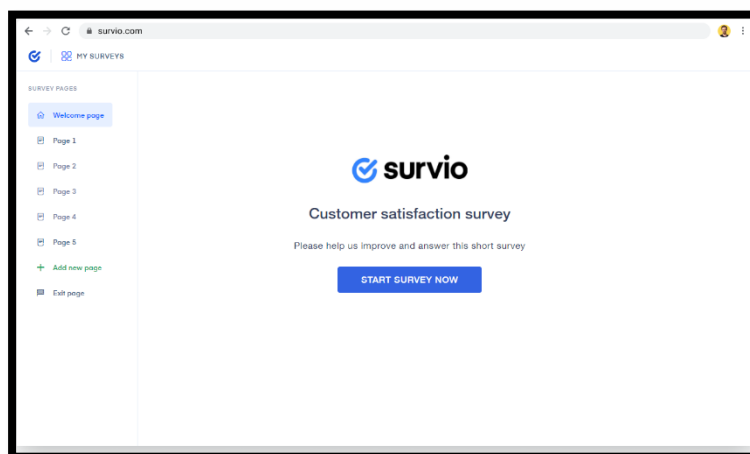 survio.com
MY SURVEYS
SURVEY PAGES
Welcome page
Page 1
Page 2
Page 3
Page 4
Page 5
Add new page
Exit page
survio
Customer satisfaction survey
Please help us improve and answer this short survey
START SURVEY NOW